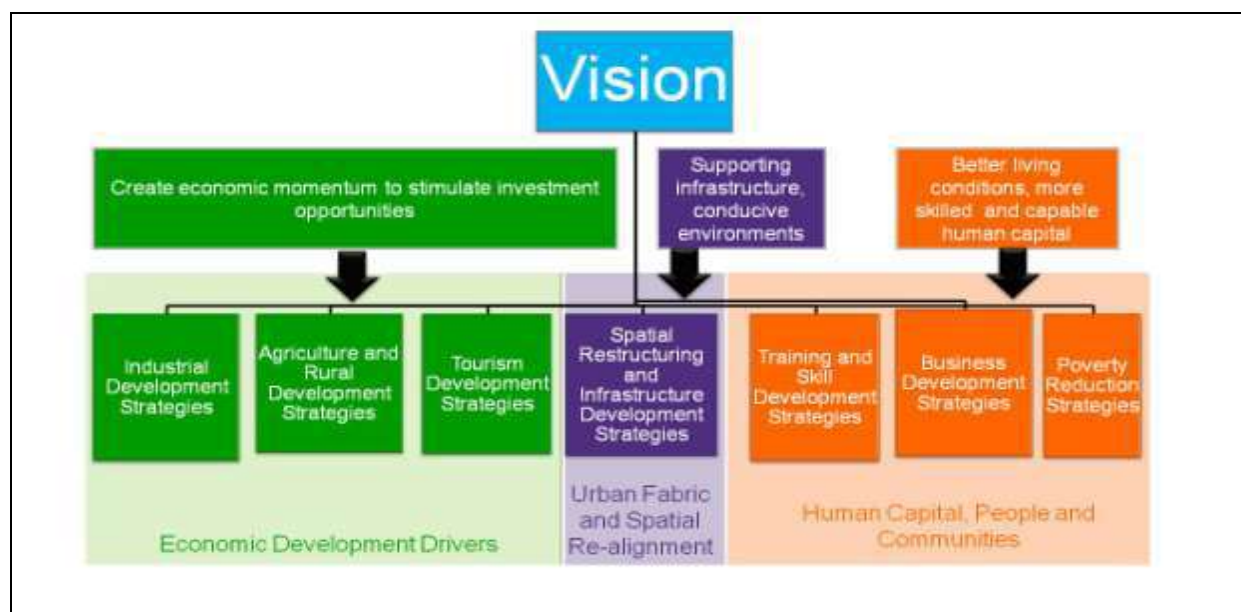 Vision
Create economic momentum to stimulate investment
opportunities
Supporting
infrastructure,
conducive
environments
Better living
conditions, more
skilled and capable
human capital
Industrial
Development
Strategies
Agriculture and
Rural
Development
Strategies
Tourism
Development
Strategies
Spatial
Restructuring
and
Infrastructure
Development
Strategies
Training and
Skill
Development
Strategies
Business
Development
Strategies
Poverty
Reduction
Strategies
Economic Development Drivers
Urban Fabric
and Spatial
Re-alignment
Human Capital, People and
Communities